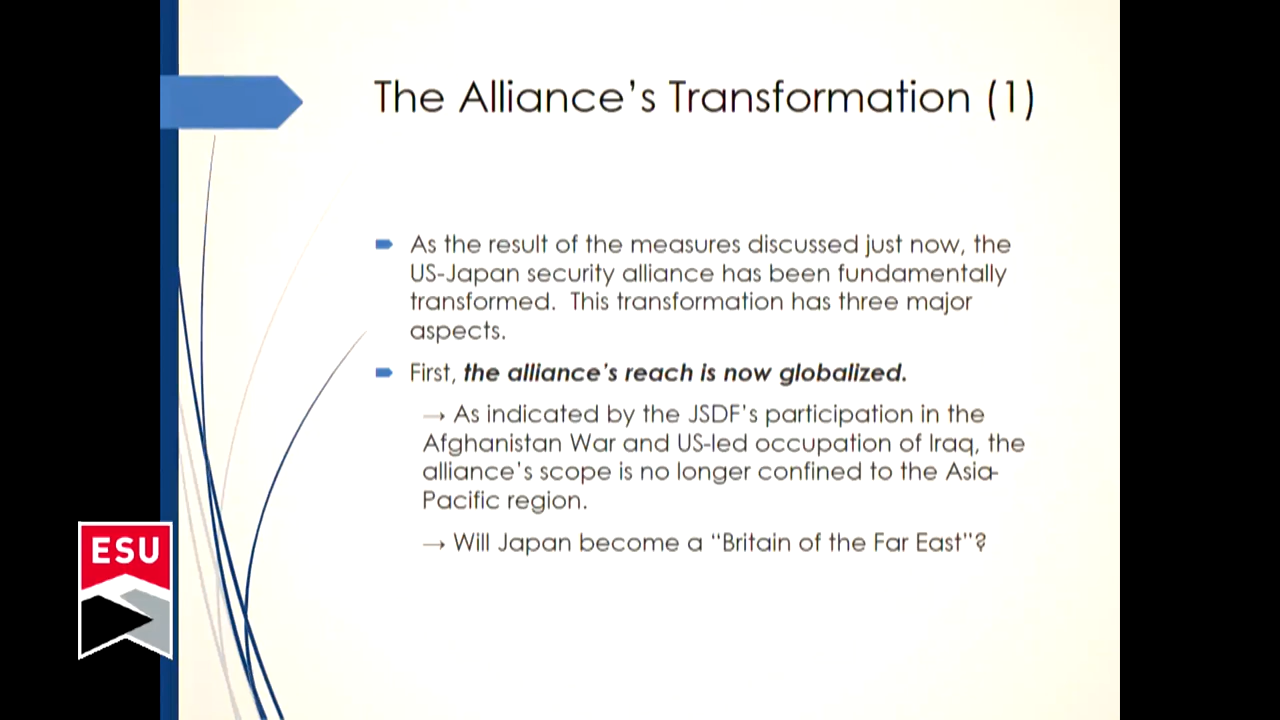 The Alliance's Transformation (1)
As the result of the measures discussed just now, the
US-Japan security alliance has been fundamentally
transformed.  This transformation has three major
aspects.
First, the alliance's reach is now globalized.
→ As indicated by the JSDF's participation in the
Afghanistan War and US-led occupation of Iraq, the
alliance's scope is no longer confined to the Asia-
Pacific region.
→ Will Japan become a "Britain of the Far East"?
ESU